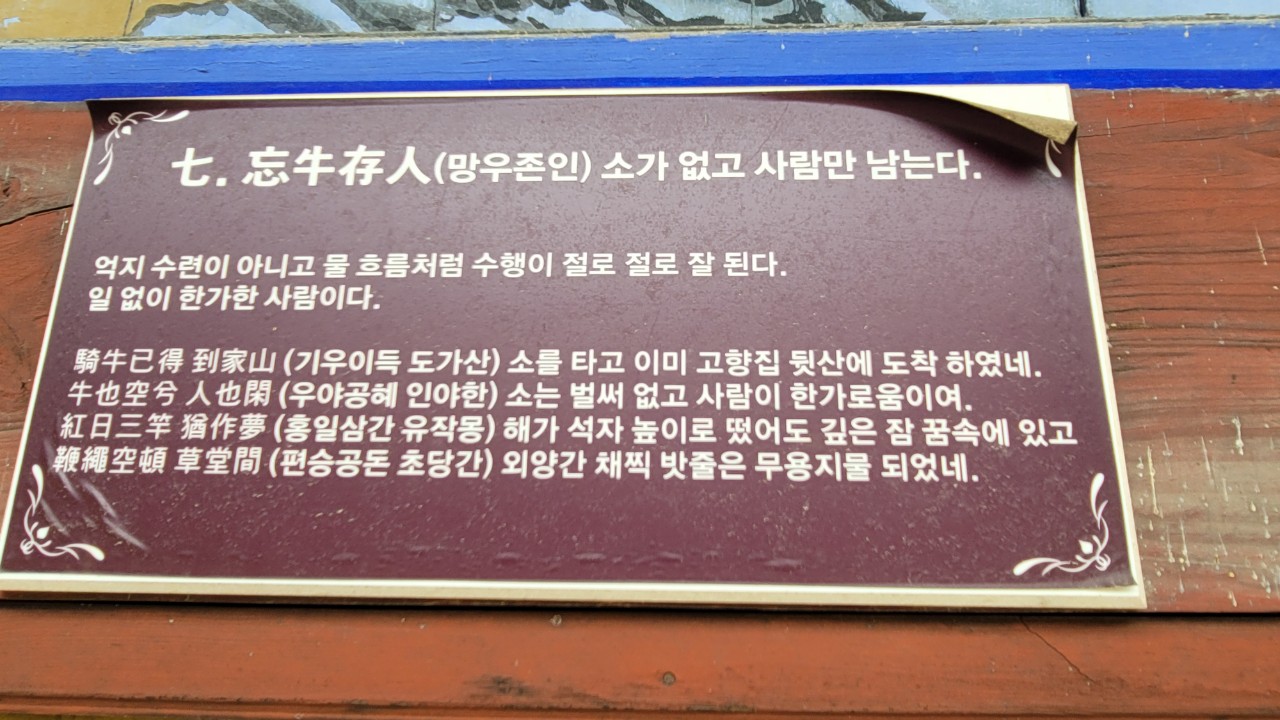 七. 忘牛存人(망우존인) 소가 없고 사람만 남는다.
억지 수련이 아니고 물 흐름처럼 수행이 절로 절로 잘 된다.
일 없이 한가한 사람이다.
騎牛已得 到家山 (기우이득 도가산) 소를 타고 이미 고향집 뒷산에 도착 하였네.
牛也空兮 人也閑 (우야공혜 인야한) 소는 벌써 없고 사람이 한가로움이여.
紅日三竿 猶作夢 (홍일삼간 유작몽) 해가 석자 높이로 떴어도 깊은 잠 꿈속에 있고
鞭繩空頓 草堂間 (편승공돈 초당간) 외양간 채찍 밧줄은 무용지물 되었네.